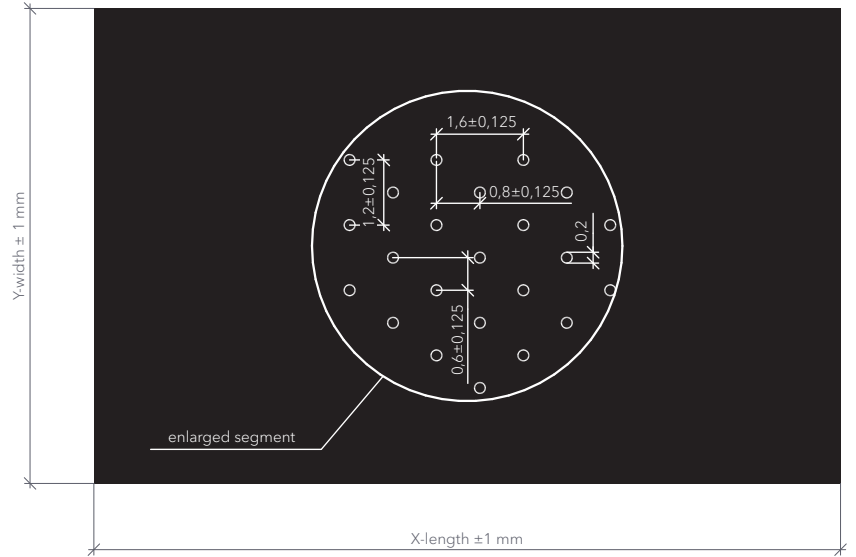 1,6±0,125
1,2±0,125
0,8±0,125
0,2
0,6±0,125
Y-width ± 1 mm
enlarged segment
X-length ±1 mm